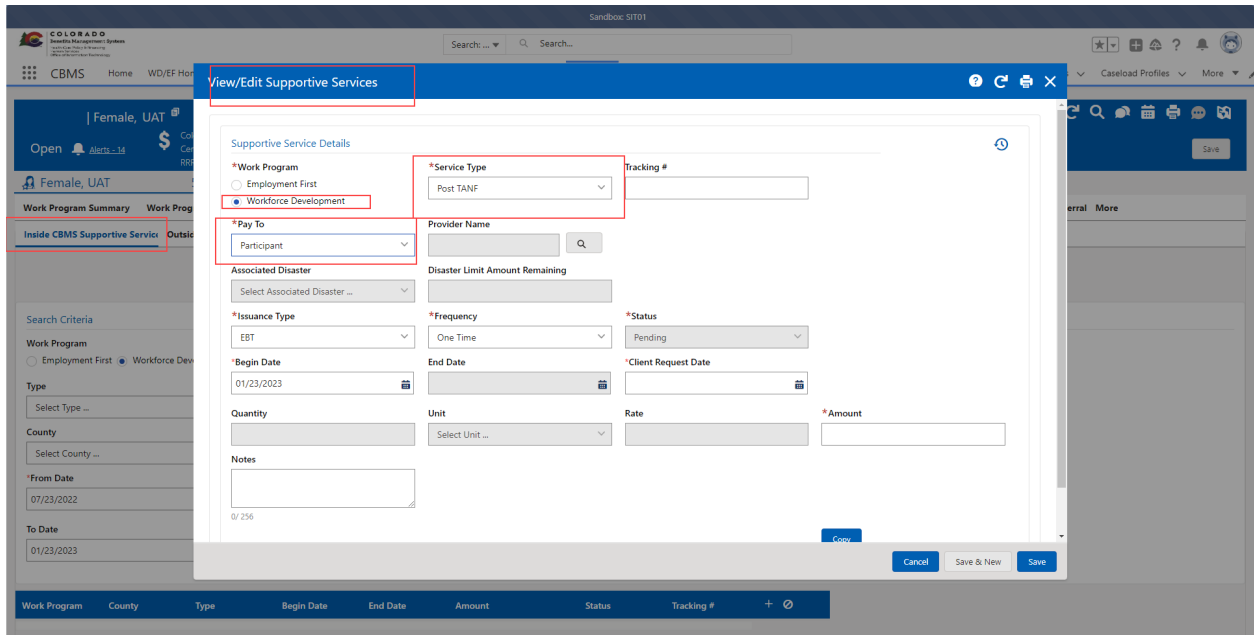 Sandbox: SIT01
COLORADO
Benefits Management System
Search: ...
Search...
CBMS Home WD/EF Hor
Caseload Profiles More
View/Edit Supportive Services
| Female, UAT
Open Alerts - 14
Save
Female, UAT
Work Program Summary Work Prog
erral More
Inside CBMS Supportive Service Outsid
Supportive Service Details
*Work Program
Employment First
Workforce Development
*Service Type
Post TANF
Tracking #
*Pay To
Participant
Provider Name
Associated Disaster
Select Associated Disaster ...
Disaster Limit Amount Remaining
*Issuance Type
EBT
*Frequency
One Time
*Status
Pending
*Begin Date
01/23/2023
End Date
*Client Request Date
Quantity
Unit
Select Unit ...
Rate
*Amount
Notes
0/ 256
Copy
Cancel Save & New Save
Search Criteria
Work Program
Employment First Workforce Dev
Type
Select Type ...
County
Select County ...
*From Date
07/23/2022
To Date
01/23/2023
Work Program County Type Begin Date End Date Amount Status Tracking #